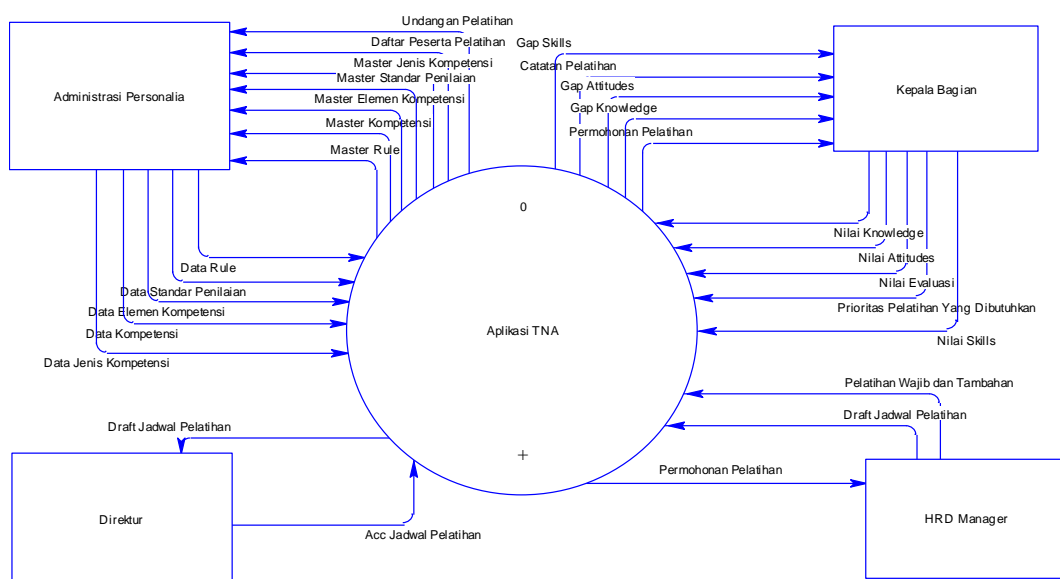 Undangan Pelatihan
Daftar Peserta Pelatihan
Master Jenis Kompetensi
Master Standar Penilaian
Master Elemen Kompetensi
Master Kompetensi
Master Rule
Administrasi Personalia
Gap Skills
Catatan Pelatihan
Gap Attitudes
Gap Knowledge
Permohonan Pelatihan
Kepala Bagian
0
Data Rule
Data Standar Penilaian
Data Elemen Kompetensi
Data Kompetensi
Data Jenis Kompetensi
Aplikasi TNA
Nilai Knowledge
Nilai Attitudes
Nilai Evaluasi
Prioritas Pelatihan Yang Dibutuhkan
Nilai Skills
Pelatihan Wajib dan Tambahan
Draft Jadwal Pelatihan
Draft Jadwal Pelatihan
+
Permohonan Pelatihan
Direktur
Acc Jadwal Pelatihan
HRD Manager